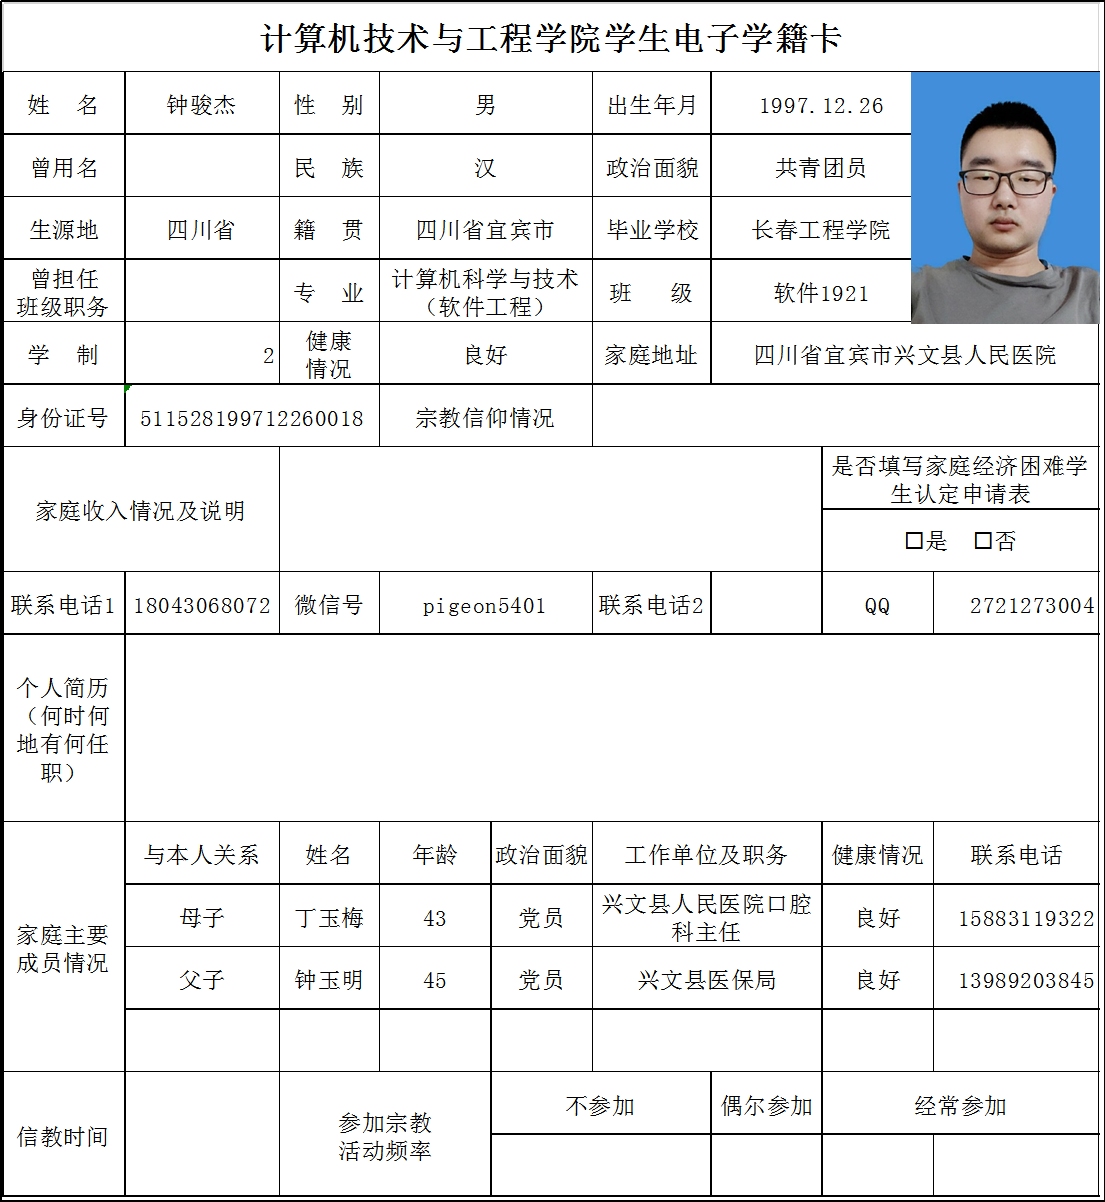 计算机技术与工程学院学生电子学籍卡
姓 名 钟骏杰 性 别 男 出生年月 1997.12.26
曾用名 民 族 汉 政治面貌 共青团员
生源地 四川省 籍 贯 四川省宜宾市 毕业学校 长春工程学院
曾担任
班级职务 专 业 计算机科学与技术
（软件工程） 班 级 软件1921
学 制 2 健康
情况 良好 家庭地址 四川省宜宾市兴文县人民医院
身份证号 511528199712260018 宗教信仰情况
家庭收入情况及说明 是否填写家庭经济困难学
生认定申请表
□是 □否
联系电话1 18043068072 微信号 pigeon5401 联系电话2 QQ 2721273004
个人简历
（何时何
地有何任
职）
家庭主要
成员情况
与本人关系 姓名 年龄 政治面貌 工作单位及职务 健康情况 联系电话
母子 丁玉梅 43 党员 兴文县人民医院口腔
科主任 良好 15883119322
父子 钟玉明 45 党员 兴文县医保局 良好 13989203845
信教时间 参加宗教
活动频率 不参加 偶尔参加 经常参加